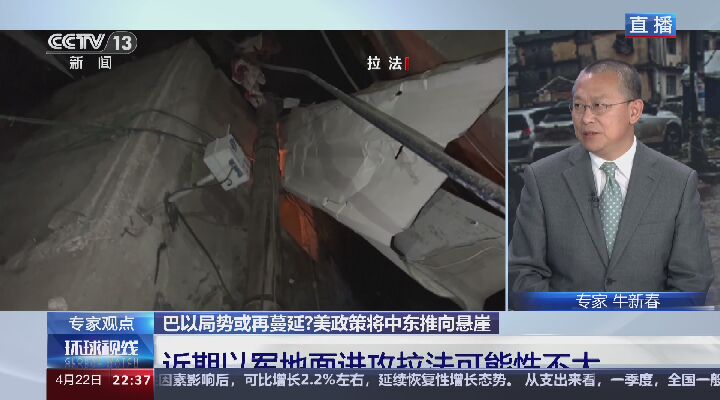 CCTV 13
新闻
直播
拉法
专家 牛新春
专家观点
巴以局势或再蔓延?美政策将中东推向悬崖
环球视线
近期以军地面进攻拉法可能性不大
4月22日 22:37
因素影响后，可比增长2.2%左右，延续恢复性增长态势。从支出来看，一季度，全国一般